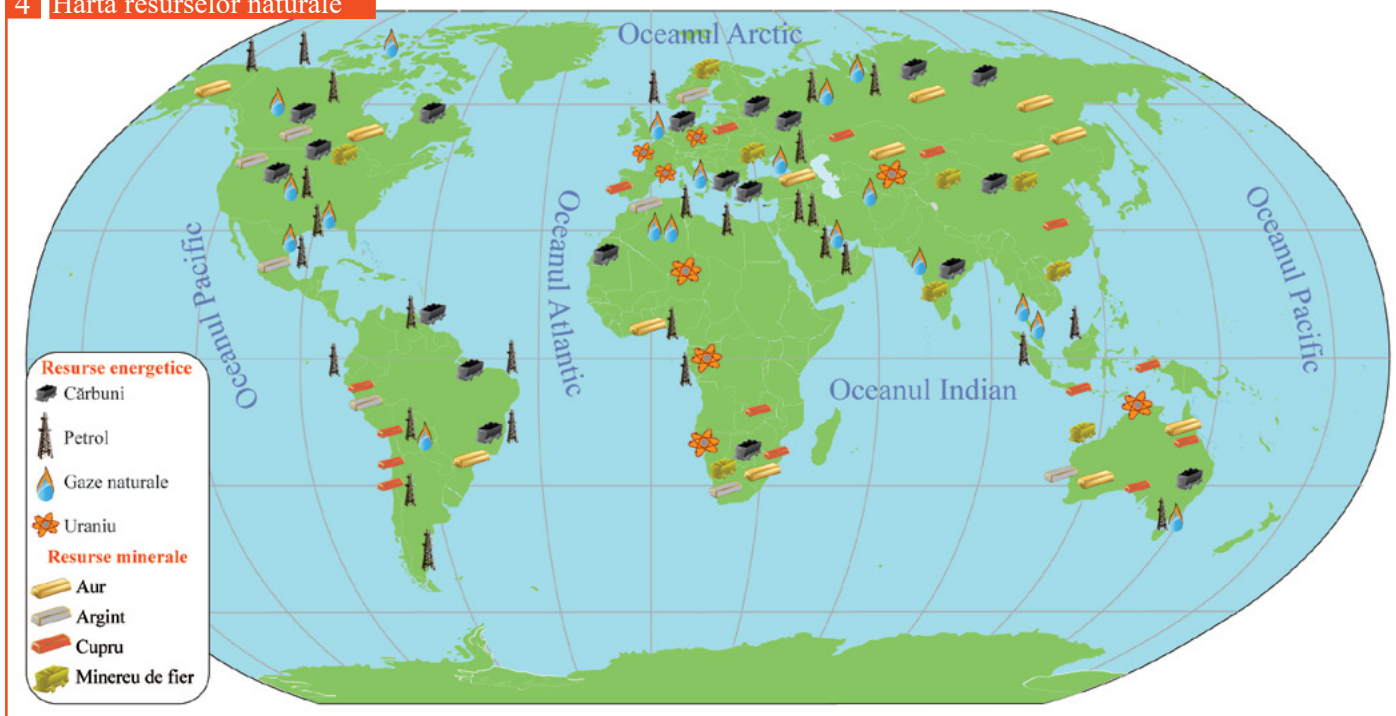 4 Harta resurselor naturale
Oceanul Arctic
Oceanul Pacific
Oceanul Atlantic
Oceanul Indian
Oceanul Pacific
Resurse energetice
Cărbuni
Petrol
Gaze naturale
Uraniu
Resurse minerale
Aur
Argint
Cupru
Minereu de fier